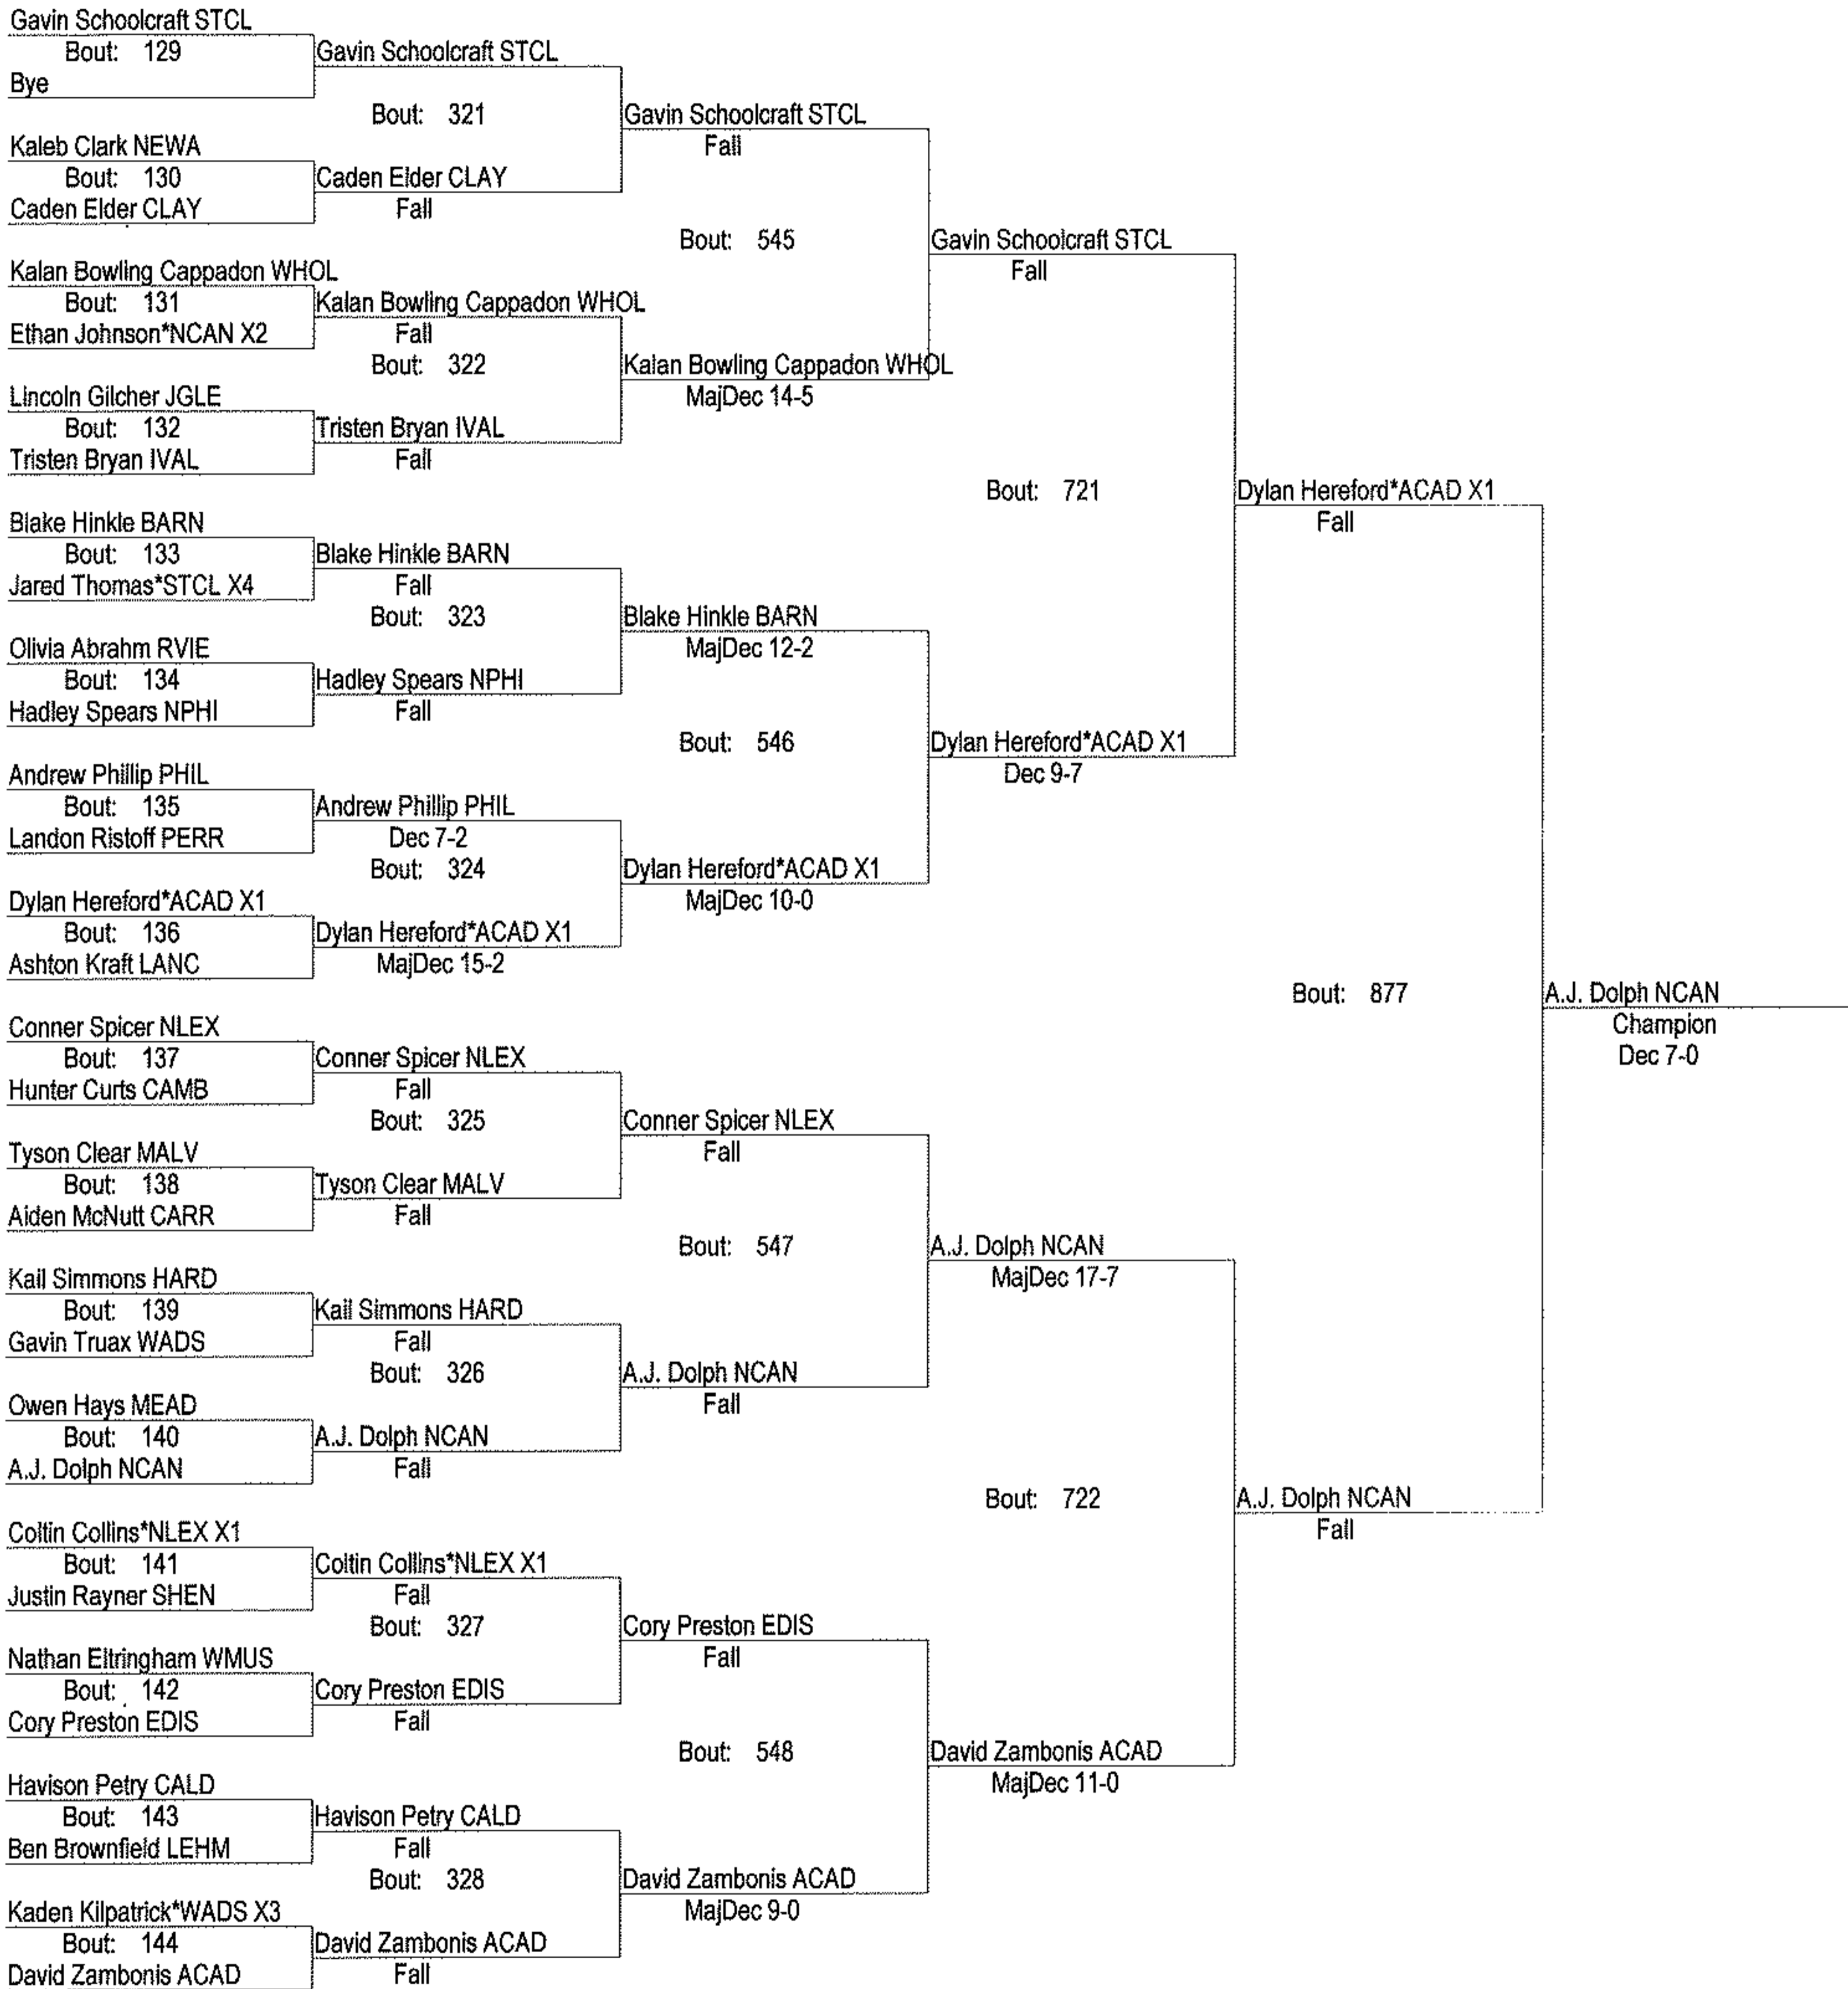 Gavin Schoolcraft STCL
Bout: 129
Bye
Kaleb Clark NEWA
Bout: 130
Caden Elder CLAY
Kalan Bowling Cappadon WHOL
Bout: 131
Ethan Johnson*NCAN X2
Lincoln Gilcher JGLE
Bout: 132
Tristen Bryan IVAL
Blake Hinkle BARN
Bout: 133
Jared Thomas*STCL X4
Olivia Abrahm RVIE
Bout: 134
Hadley Spears NPHI
Andrew Phillip PHIL
Bout: 135
Landon Ristoff PERR
Dylan Hereford*ACAD X1
Bout: 136
Ashton Kraft LANC
Conner Spicer NLEX
Bout: 137
Hunter Curts CAMB
Tyson Clear MALV
Bout: 138
Aiden McNutt CARR
Kail Simmons HARD
Bout: 139
Gavin Truax WADS
Owen Hays MEAD
Bout: 140
A.J. Dolph NCAN
Coltin Collins*NLEX X1
Bout: 141
Justin Rayner SHEN
Nathan Eltringham WMUS
Bout: 142
Cory Preston EDIS
Havison Petry CALD
Bout: 143
Ben Brownfield LEHM
Kaden Kilpatrick*WADS X3
Bout: 144
David Zambonis ACAD
Gavin Schoolcraft STCL
Bout: 321
Caden Elder CLAY
Fall
Kalan Bowling Cappadon WHOL
Fall
Bout: 322
Tristen Bryan IVAL
Fall
Blake Hinkle BARN
Fall
Bout: 323
Hadley Spears NPHI
Fall
Andrew Phillip PHIL
Dec 7-2
Bout: 324
Dylan Hereford*ACAD X1
MajDec 15-2
Conner Spicer NLEX
Fall
Bout: 325
Tyson Clear MALV
Fall
Kail Simmons HARD
Fall
Bout: 326
A.J. Dolph NCAN
Fall
Coltin Collins*NLEX X1
Fall
Bout: 327
Cory Preston EDIS
Fall
Havison Petry CALD
Fall
Bout: 328
David Zambonis ACAD
Fall
Gavin Schoolcraft STCL
Fall
Bout: 545
Kalan Bowling Cappadon WHOL
MajDec 14-5
Blake Hinkle BARN
MajDec 12-2
Bout: 546
Dylan Hereford*ACAD X1
MajDec 10-0
Conner Spicer NLEX
Fall
Bout: 547
A.J. Dolph NCAN
Fall
Cory Preston EDIS
Fall
Bout: 548
David Zambonis ACAD
MajDec 9-0
Gavin Schoolcraft STCL
Fall
Bout: 721
Dylan Hereford*ACAD X1
Dec 9-7
A.J. Dolph NCAN
MajDec 17-7
Bout: 722
David Zambonis ACAD
MajDec 11-0
Dylan Hereford*ACAD X1
Fall
Bout: 877
A.J. Dolph NCAN
Fall
A.J. Dolph NCAN
Champion
Dec 7-0